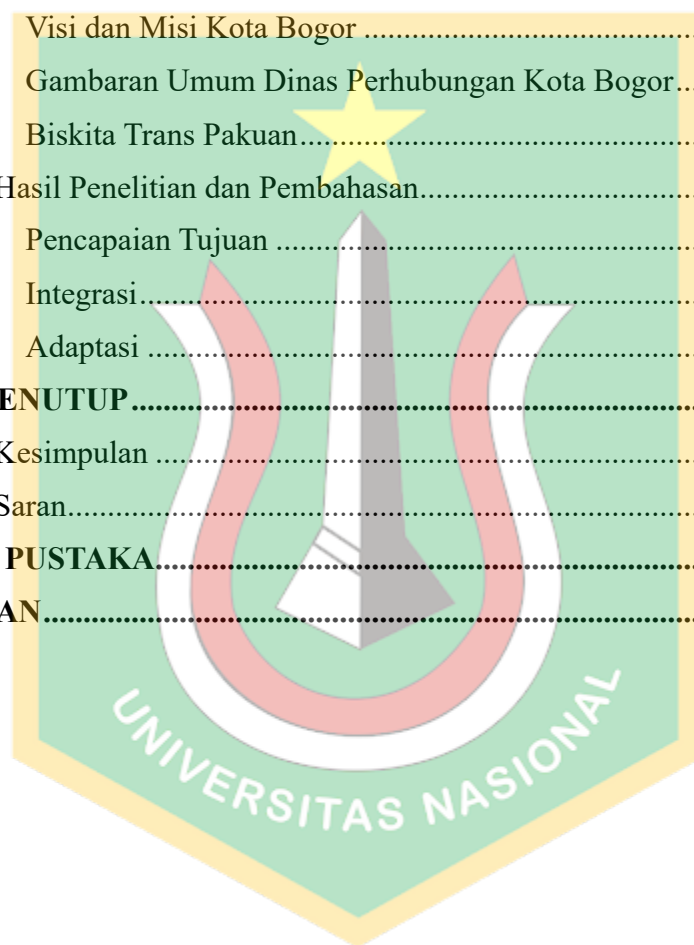 Visi dan Misi Kota Bogor ..........................................
Gambaran Umum Dinas Perhubungan Kota Bogor...
Biskita Trans Pakuan..................................................
Hasil Penelitian dan Pembahasan...................................
Pencapaian Tujuan .....................................................
Integrasi......................................................................
Adaptasi .....................................................................
ENUTUP.......................................................................
Kesimpulan ....................................................................
Saran...............................................................................
PUSTAKA....................................................................
AN..................................................................................
UNIVERSITAS NASIONAL